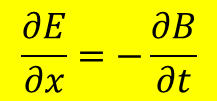 ∂E/∂x = − ∂B/∂t